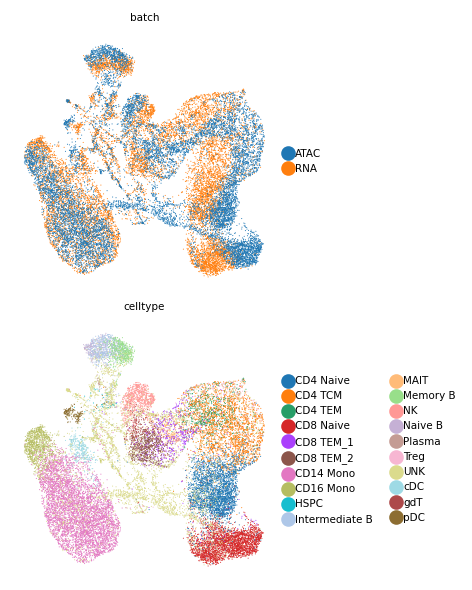 batch
ATAC
RNA
celltype
CD4 Naive
CD4 TCM
CD4 TEM
CD8 Naive
CD8 TEM_1
CD8 TEM_2
CD14 Mono
CD16 Mono
HSPC
Intermediate B
MAIT
Memory B
NK
Naive B
Plasma
Treg
UNK
cDC
gdT
pDC